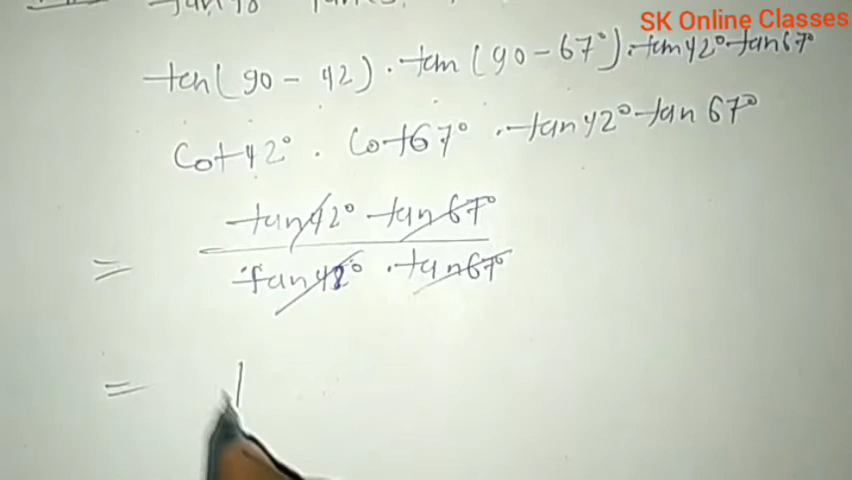 SK Online Classes
tan(90 - 42) . tan(90-67°).tan42°.tan67°
Cot42° . Cot67° . tan42° tan67°
tan42° tan67°
= tan42° . tan67°
= 1